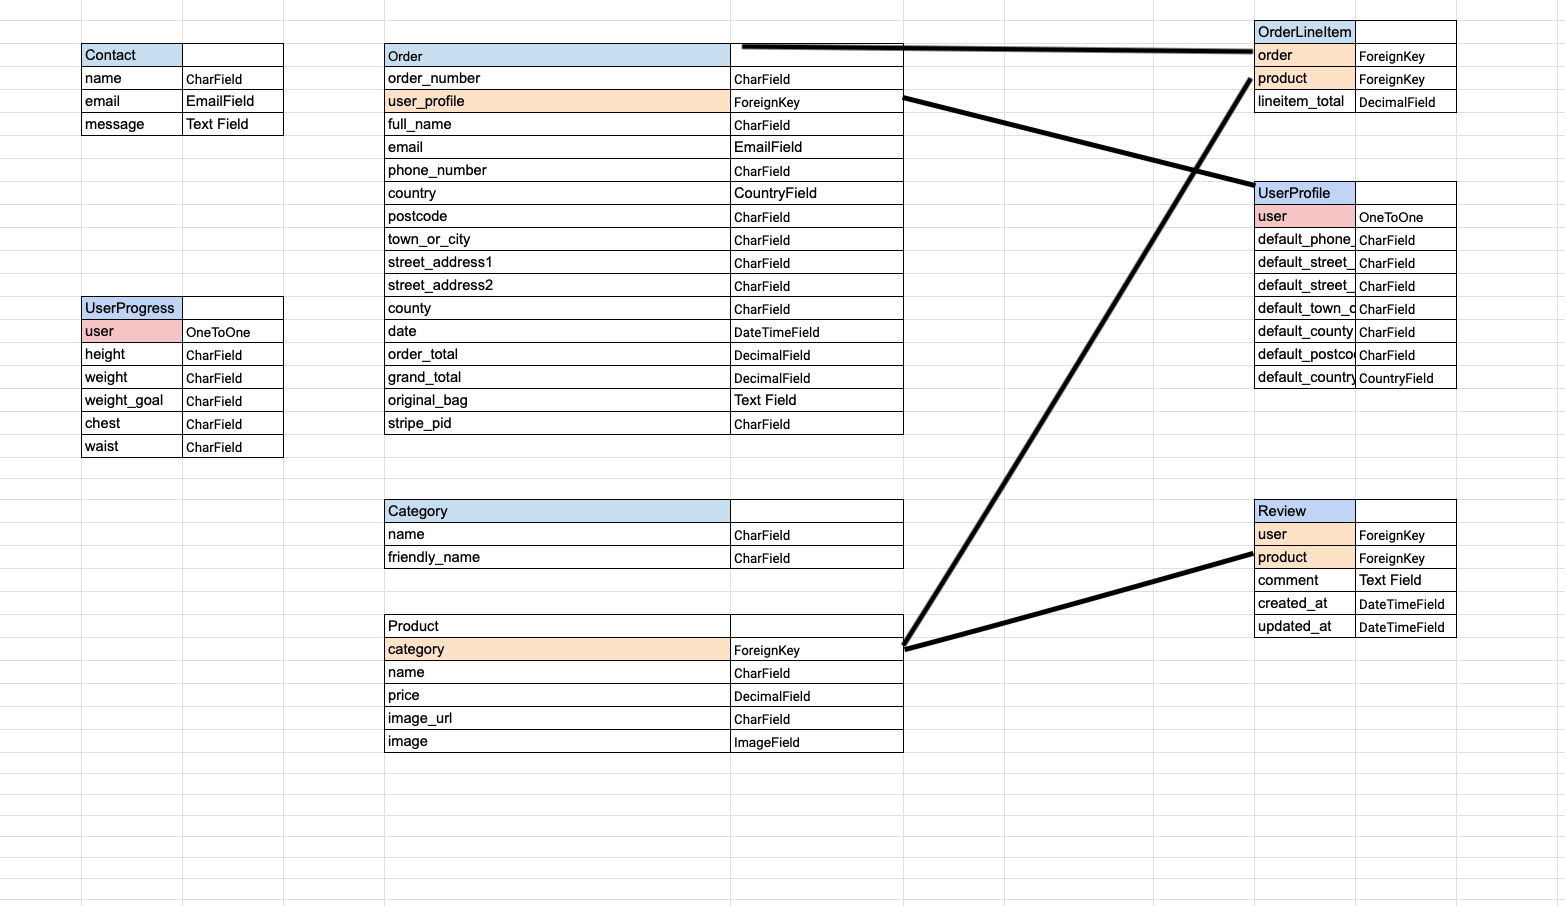 Contact
name CharField
email EmailField
message Text Field
UserProgress
user OneToOne
height CharField
weight CharField
weight_goal CharField
chest CharField
waist CharField
Order
order_number CharField
user_profile ForeignKey
full_name CharField
email EmailField
phone_number CharField
country CountryField
postcode CharField
town_or_city CharField
street_address1 CharField
street_address2 CharField
county CharField
date DateTimeField
order_total DecimalField
grand_total DecimalField
original_bag Text Field
stripe_pid CharField
Category
name CharField
friendly_name CharField
Product
category ForeignKey
name CharField
price DecimalField
image_url CharField
image ImageField
OrderLineItem
order ForeignKey
product ForeignKey
lineitem_total DecimalField
UserProfile
user OneToOne
default_phone_ CharField
default_street_ CharField
default_street_ CharField
default_town_c CharField
default_county CharField
default_postco CharField
default_country CountryField
Review
user ForeignKey
product ForeignKey
comment Text Field
created_at DateTimeField
updated_at DateTimeField